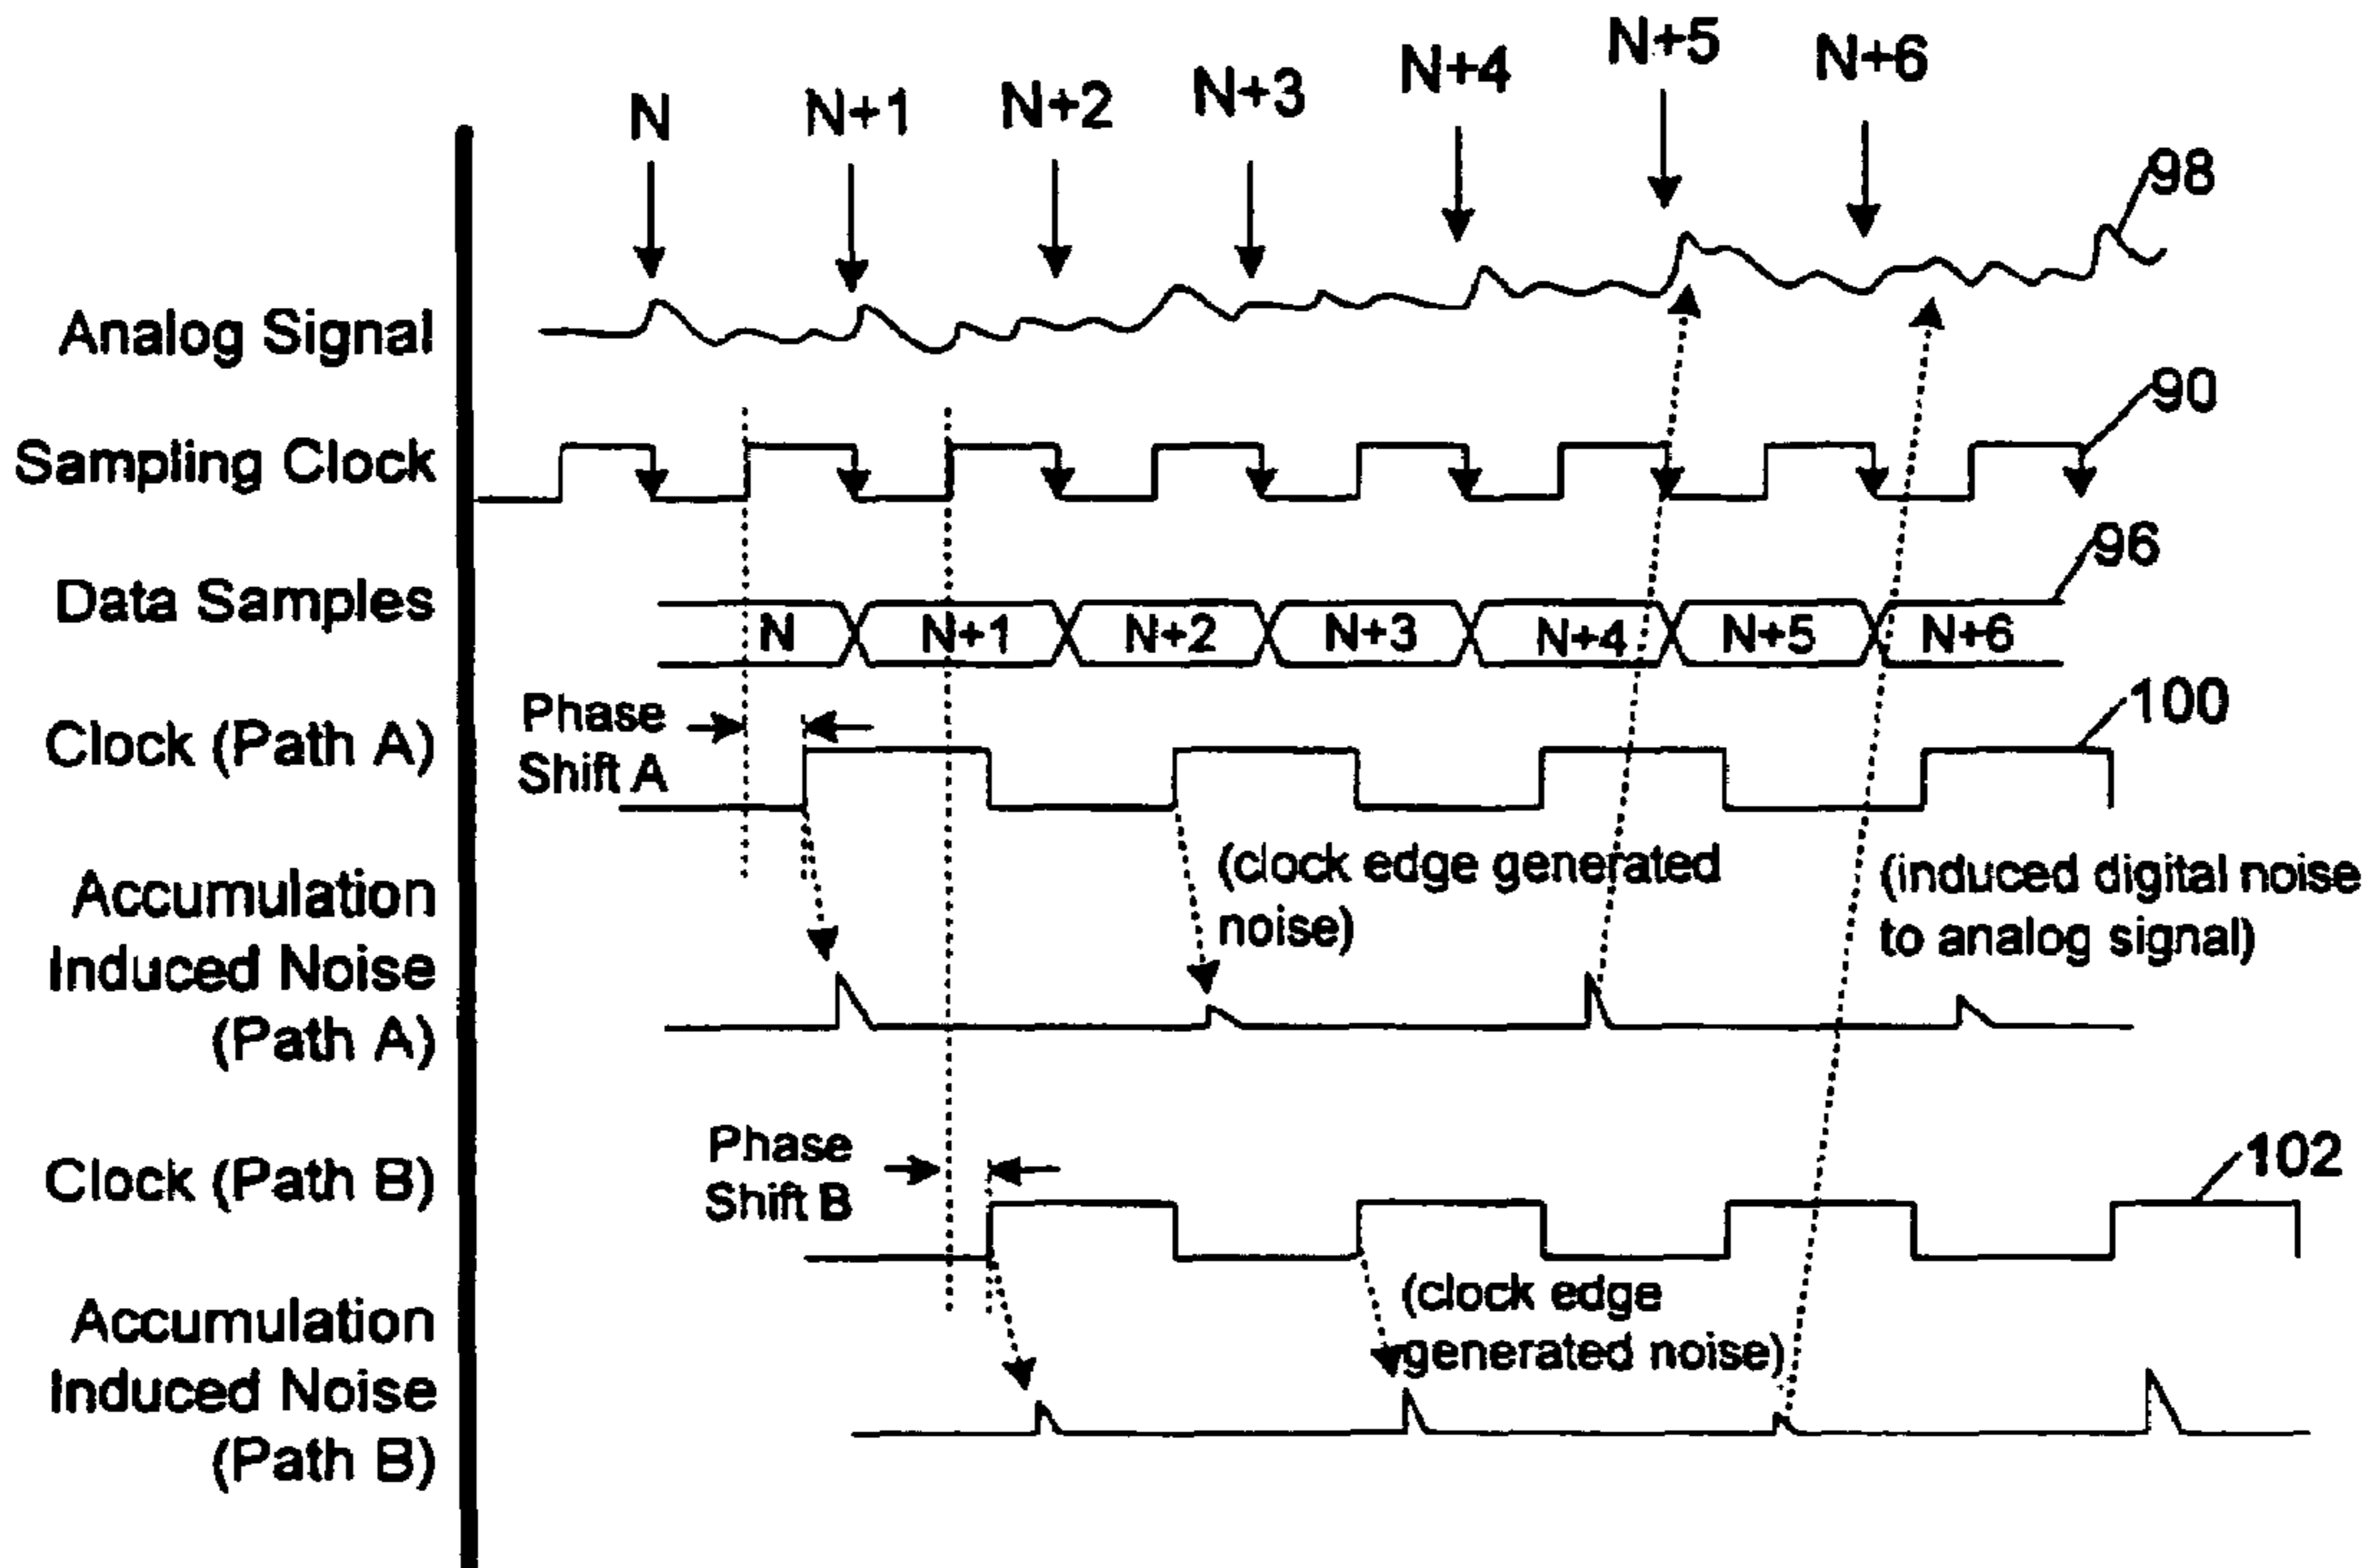 N
N+1
N+2
N+3
N+4
N+5
N+6
98
Analog Signal
90
Sampling Clock
96
Data Samples
N
N+1
N+2
N+3
N+4
N+5
N+6
Phase
Shift A
100
Clock (Path A)
(clock edge generated
noise)
(induced digital noise
to analog signal)
Accumulation
Induced Noise
(Path A)
Phase
Shift B
102
Clock (Path B)
(clock edge
generated noise)
Accumulation
Induced Noise
(Path B)